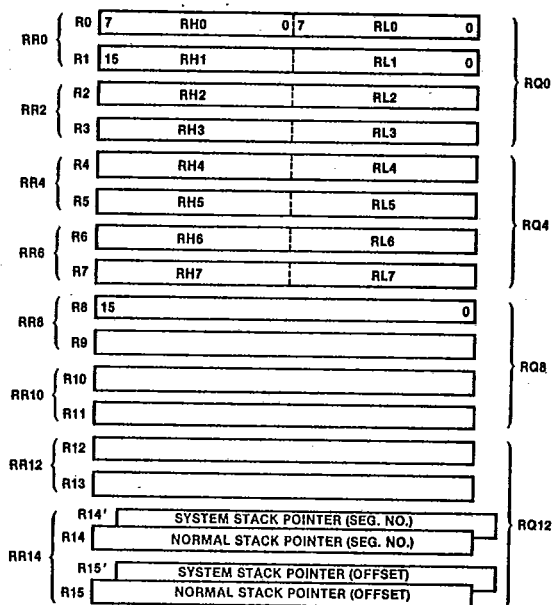 RR0 R0 7 RH0 0 7 RL0 0
R1 15 RH1 RL1 0
RQ0
RR2 R2 RH2 RL2
R3 RH3 RL3
RR4 R4 RH4 RL4
R5 RH5 RL5
RQ4
RR6 R6 RH6 RL6
R7 RH7 RL7
RR8 R8 15 0
R9
RQ8
RR10 R10
R11
RR12 R12
R13
RQ12
RR14 R14' SYSTEM STACK POINTER (SEG. NO.)
R14 NORMAL STACK POINTER (SEG. NO.)
R15' SYSTEM STACK POINTER (OFFSET)
R15 NORMAL STACK POINTER (OFFSET)